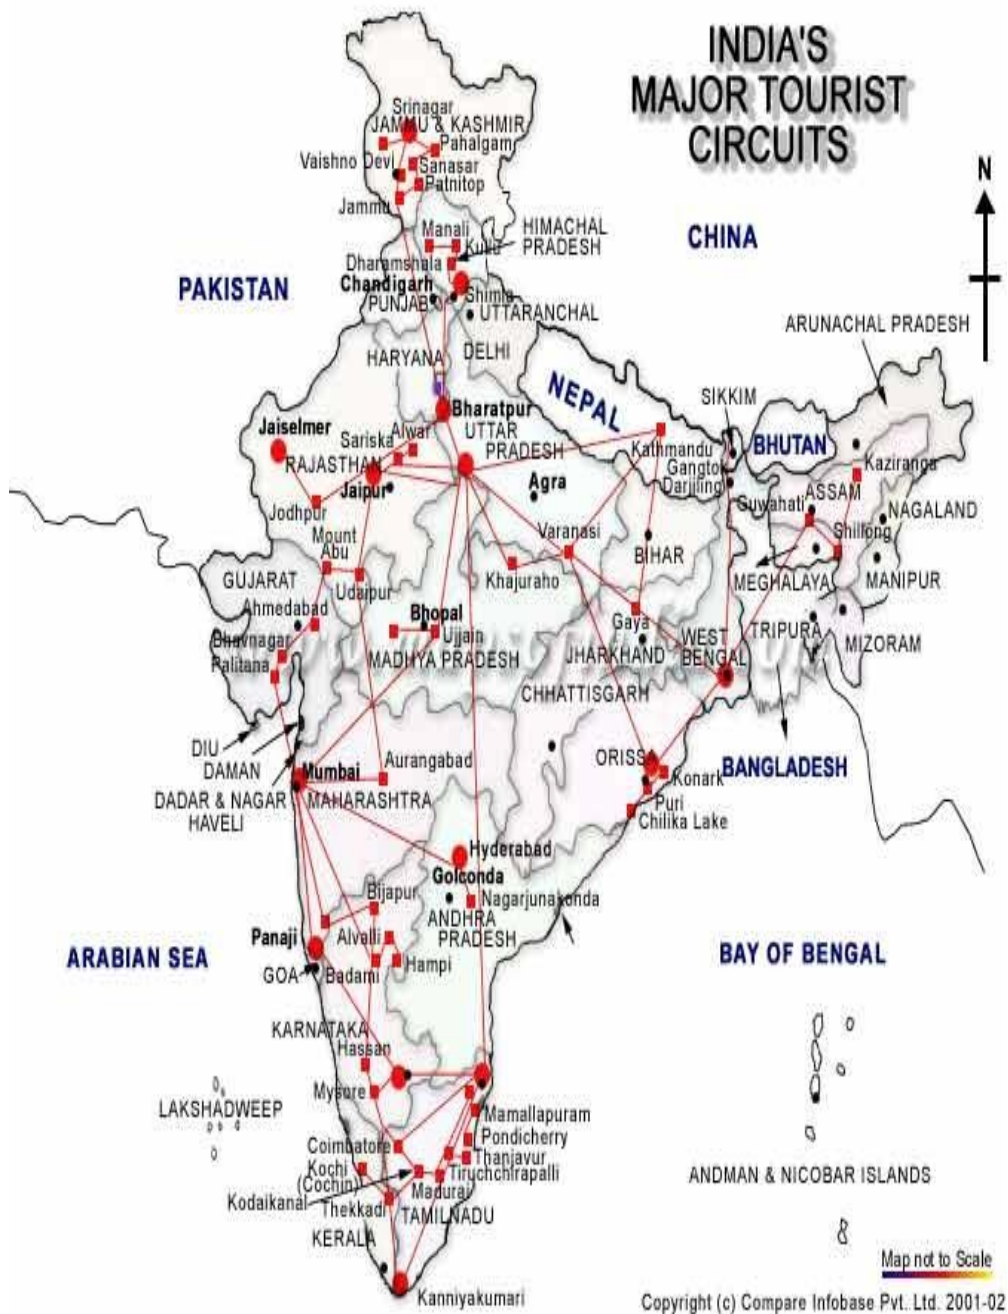 INDIA'S
MAJOR TOURIST
CIRCUITS
N
Srinagar
JAMMU & KASHMIR
Pahalgam
Vaishno Devi
Sanasar
Patnitop
Jammu
Manali
HIMACHAL
PRADESH
CHINA
Kullu
Dharamshala
PAKISTAN
Chandigarh
PUNJAB
Shimla
UTTARANCHAL
ARUNACHAL PRADESH
HARYANA
DELHI
NEPAL
SIKKIM
Bharatpur
Jaiselmer
Sariska
Alwar
UTTAR
PRADESH
BHUTAN
RAJASTHAN
Kathmandu
Gangtok
Darjiling
Kaziranga
Jaipur
Agra
ASSAM
Guwahati
NAGALAND
Jodhpur
Mount
Abu
Varanasi
Shillong
BIHAR
GUJARAT
Udaipur
Khajuraho
MEGHALAYA
MANIPUR
Ahmedabad
Bhopal
Gaya
WEST
BENGAL
TRIPURA
MIZORAM
Bhavnagar
Ujjain
Palitana
MADHYA PRADESH
JHARKHAND
CHHATTISGARH
DIU
DAMAN
DADAR & NAGAR
HAVELI
Mumbai
Aurangabad
MAHARASHTRA
ORISSA
Konark
BANGLADESH
Puri
Chilika Lake
Hyderabad
Golconda
Bijapur
Nagarjunakonda
ANDHRA
PRADESH
Panaji
Alvalli
ARABIAN SEA
GOA
Badami
Hampi
BAY OF BENGAL
KARNATAKA
Hassan
Mysore
LAKSHADWEEP
Mamallapuram
Pondicherry
Coimbatore
Thanjavur
Kochi
(Cochin)
Tiruchchirapalli
ANDMAN & NICOBAR ISLANDS
Kodaikanal
Madurai
Thekkadi
TAMILNADU
KERALA
Map not to Scale
Kanniyakumari
Copyright (c) Compare Infobase Pvt. Ltd. 2001-02